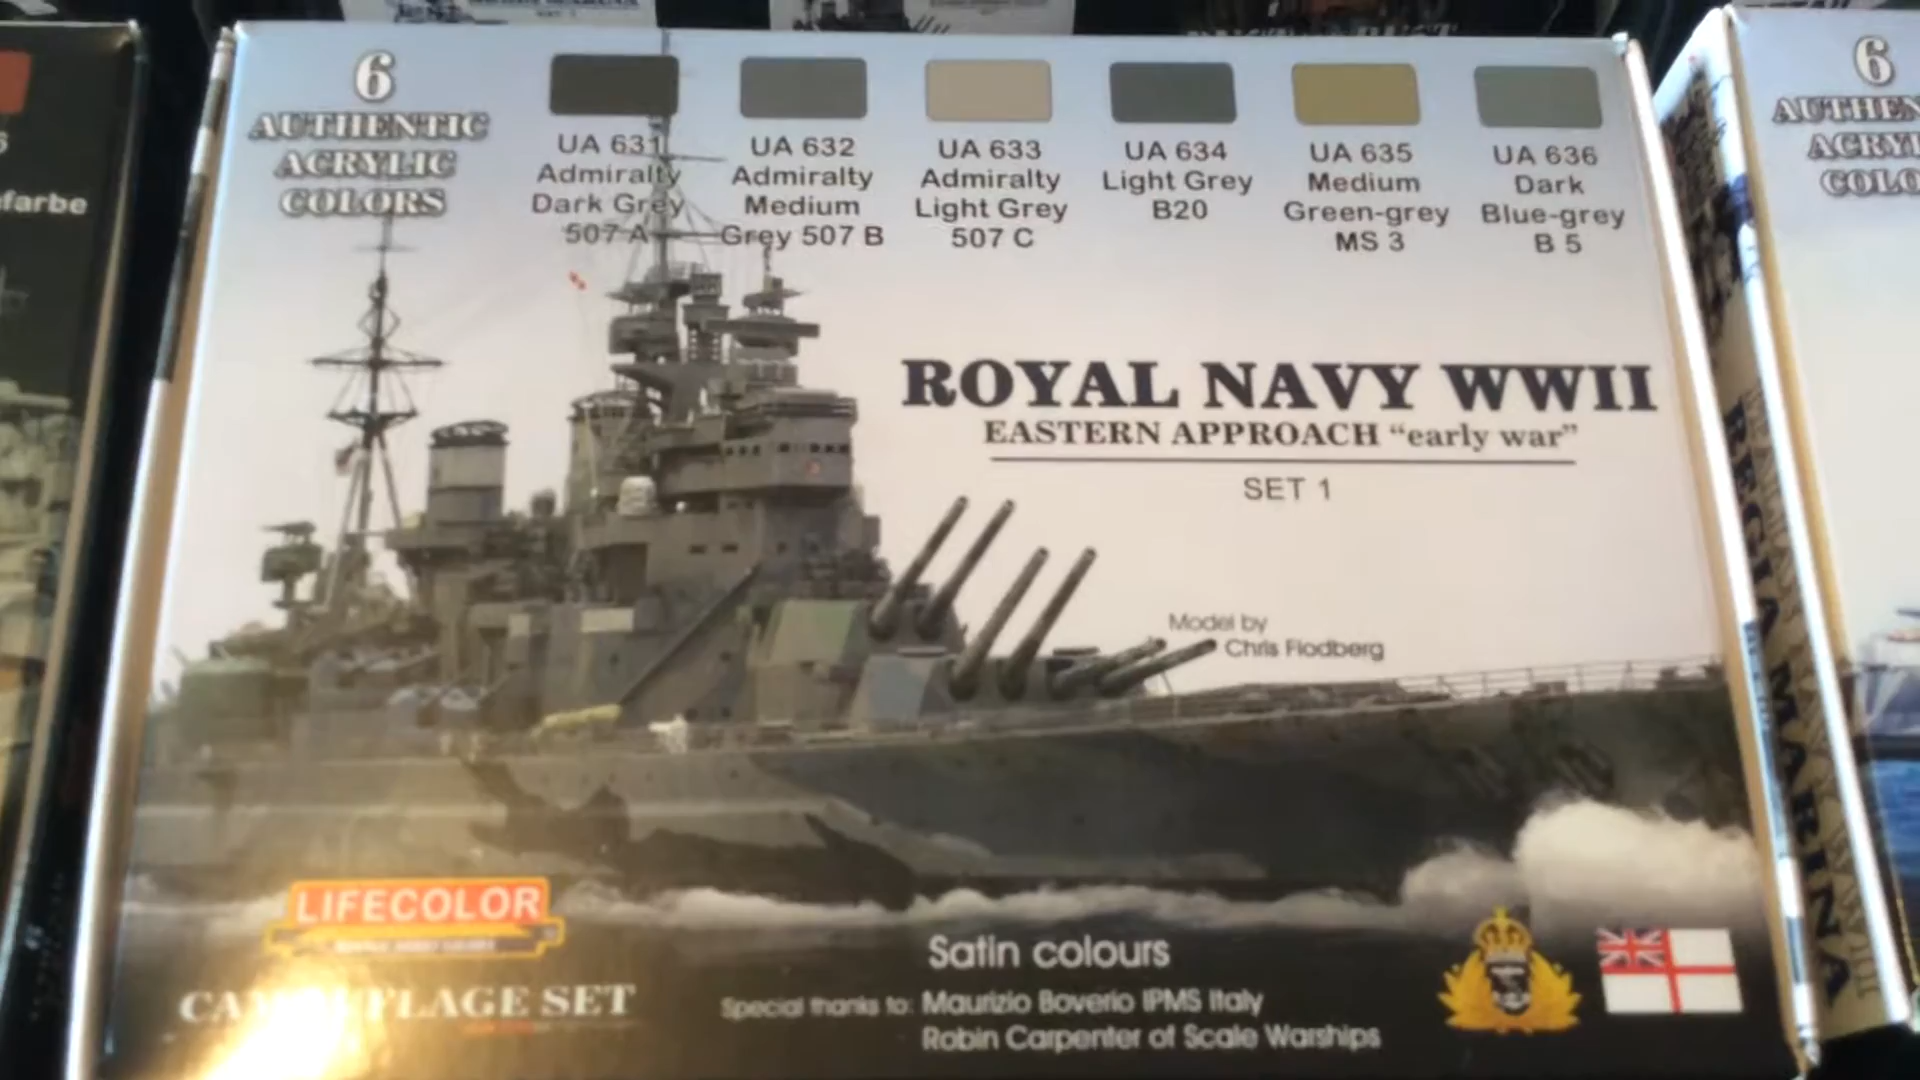 6
AUTHENTIC
ACRYLIC
COLORS
UA 631
Admiralty
Dark Grey
507 A
UA 632
Admiralty
Medium
Grey 507 B
UA 633
Admiralty
Light Grey
507 C
UA 634
Light Grey
B20
UA 635
Medium
Green-grey
MS 3
UA 636
Dark
Blue-grey
B 5
ROYAL NAVY WWII
EASTERN APPROACH “early war”
SET 1
Model by
Chris Flodberg
LIFECOLOR
CAMOUFLAGE SET
Satin colours
Special thanks to: Maurizio Boverio IPMS Italy
Robin Carpenter of Scale Warships
farbe
6
AUTHEN
ACRYL
COLO
REGIA MARINA